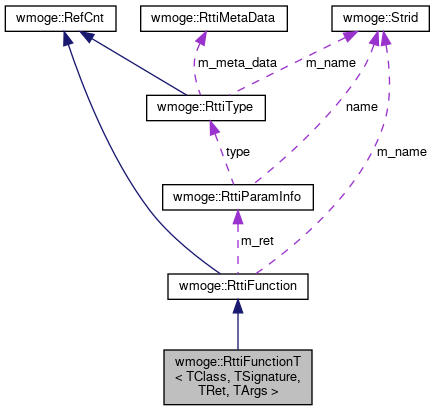 wmoge::RefCnt
wmoge::RttiMetaData
wmoge::Strid
m_meta_data
m_name
wmoge::RttiType
name
type
m_name
wmoge::RttiParamInfo
m_ret
wmoge::RttiFunction
wmoge::RttiFunctionT
< TClass, TSignature,
TRet, TArgs >